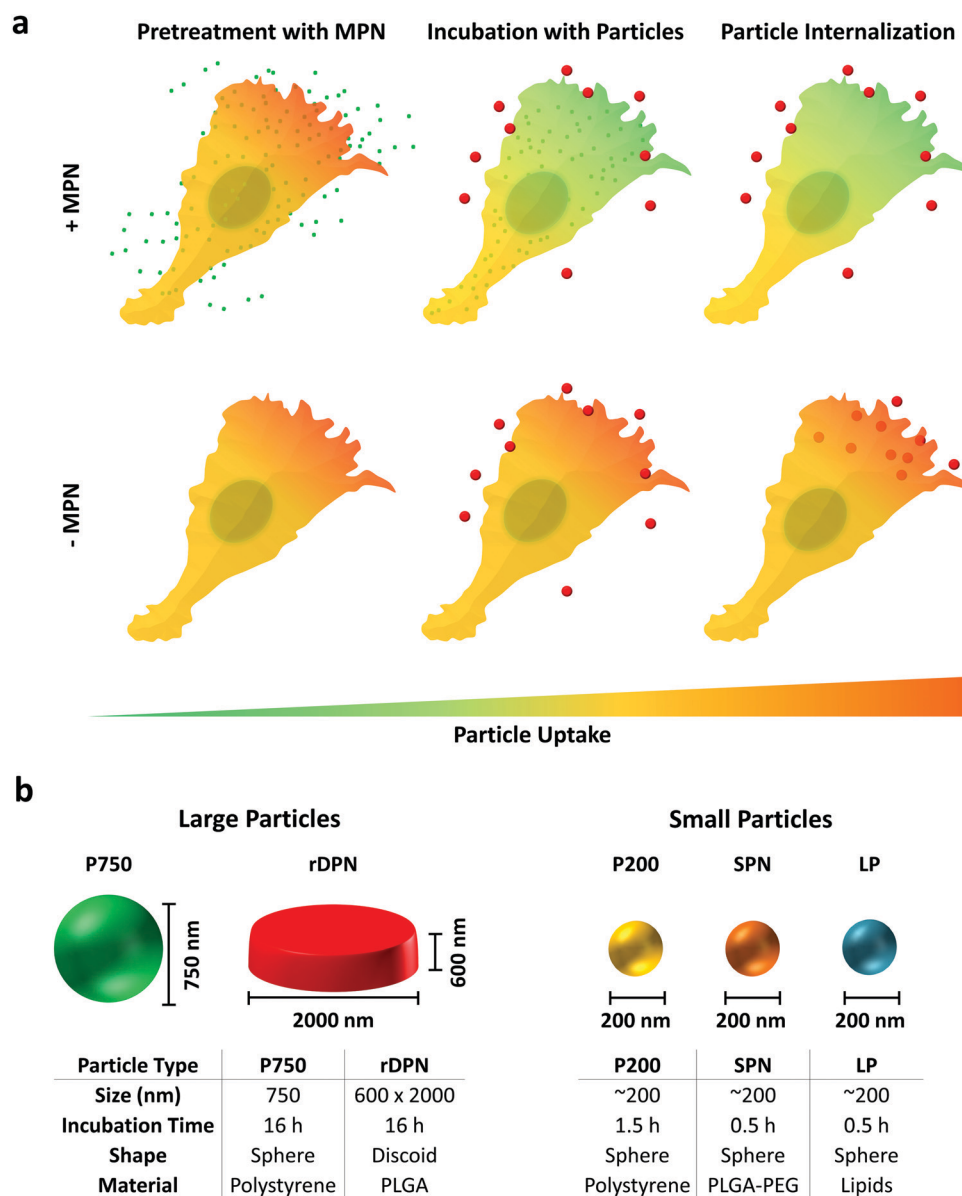 a
Pretreatment with MPN Incubation with Particles Particle Internalization
+ MPN
- MPN
Particle Uptake
b
Large Particles Small Particles
P750 rDPN P200 SPN LP
750 nm 600 nm
2000 nm 200 nm 200 nm 200 nm
Particle Type P750 rDPN P200 SPN LP
Size (nm) 750 600 x 2000 ~200 ~200 ~200
Incubation Time 16 h 16 h 1.5 h 0.5 h 0.5 h
Shape Sphere Discoid Sphere Sphere Sphere
Material Polystyrene PLGA Polystyrene PLGA-PEG Lipids